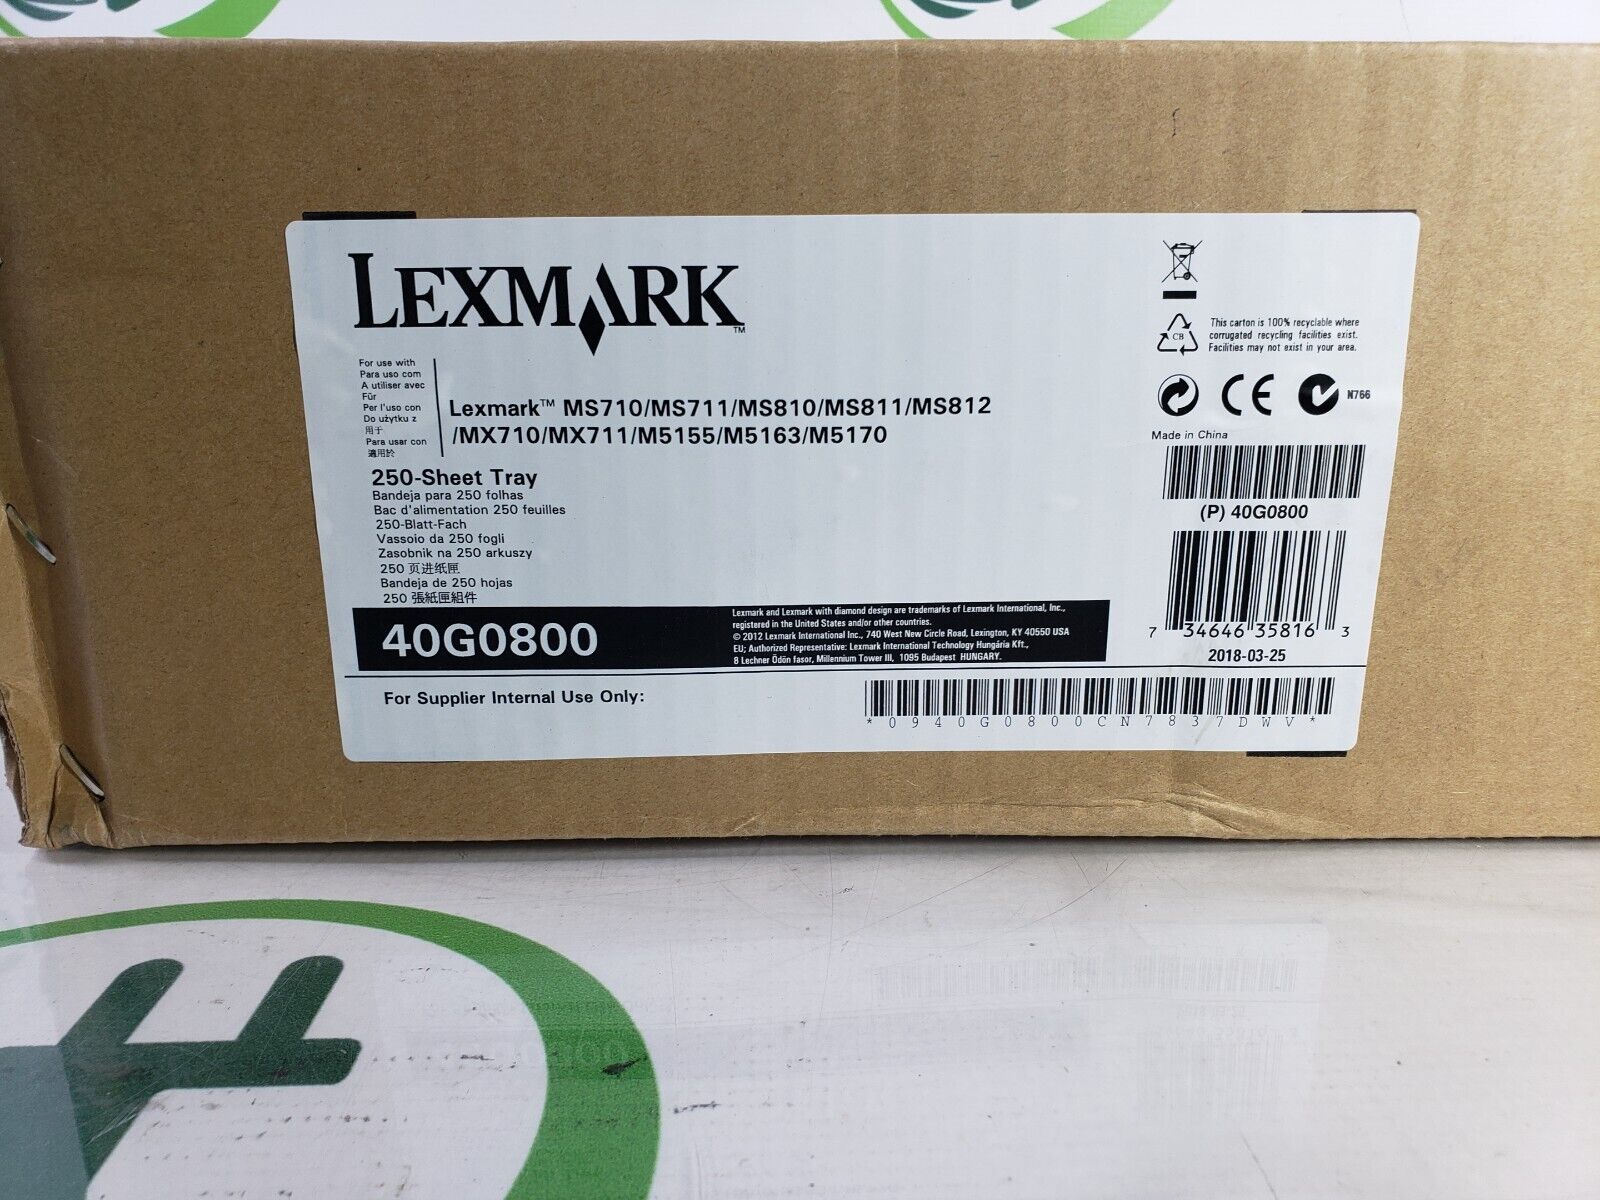 LEXMARK™
For use with
Para uso com
A utiliser avec
Für
Per l'uso con
Do użytku z
用于
Para usar con
適用於
Lexmark™ MS710/MS711/MS810/MS811/MS812
/MX710/MX711/M5155/M5163/M5170
250-Sheet Tray
Bandeja para 250 folhas
Bac d'alimentation 250 feuilles
250-Blatt-Fach
Vassoio da 250 fogli
Zasobnik na 250 arkuszy
250 页进纸匣
Bandeja de 250 hojas
250 張紙匣組件
40G0800
Lexmark and Lexmark with diamond design are trademarks of Lexmark International, Inc.,
registered in the United States and/or other countries.
© 2012 Lexmark International Inc., 740 West New Circle Road, Lexington, KY 40550 USA
EU; Authorized Representative: Lexmark International Technology Hungária Kft.,
8 Lechner Ödön fasor, Millennium Tower III, 1095 Budapest HUNGARY.
For Supplier Internal Use Only:
CB
This carton is 100% recyclable where
corrugated recycling facilities exist.
Facilities may not exist in your area.
CE
N766
Made in China
(P) 40G0800
7 34646 35816 3
2018-03-25
*0940G0800CN7837DWV*